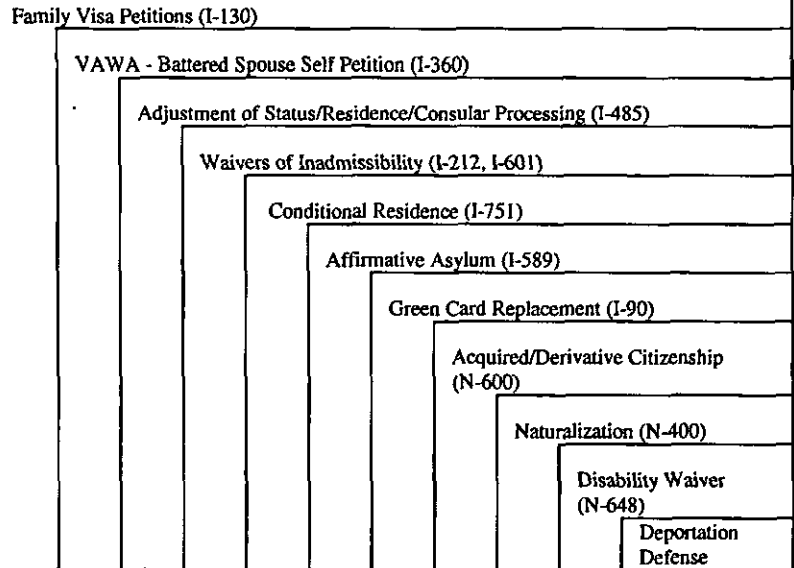 Family Visa Petitions (I-130)
VAWA - Battered Spouse Self Petition (I-360)
Adjustment of Status/Residence/Consular Processing (I-485)
Waivers of Inadmissibility (I-212, I-601)
Conditional Residence (I-751)
Affirmative Asylum (I-589)
Green Card Replacement (I-90)
Acquired/Derivative Citizenship
(N-600)
Naturalization (N-400)
Disability Waiver
(N-648)
Deportation
Defense